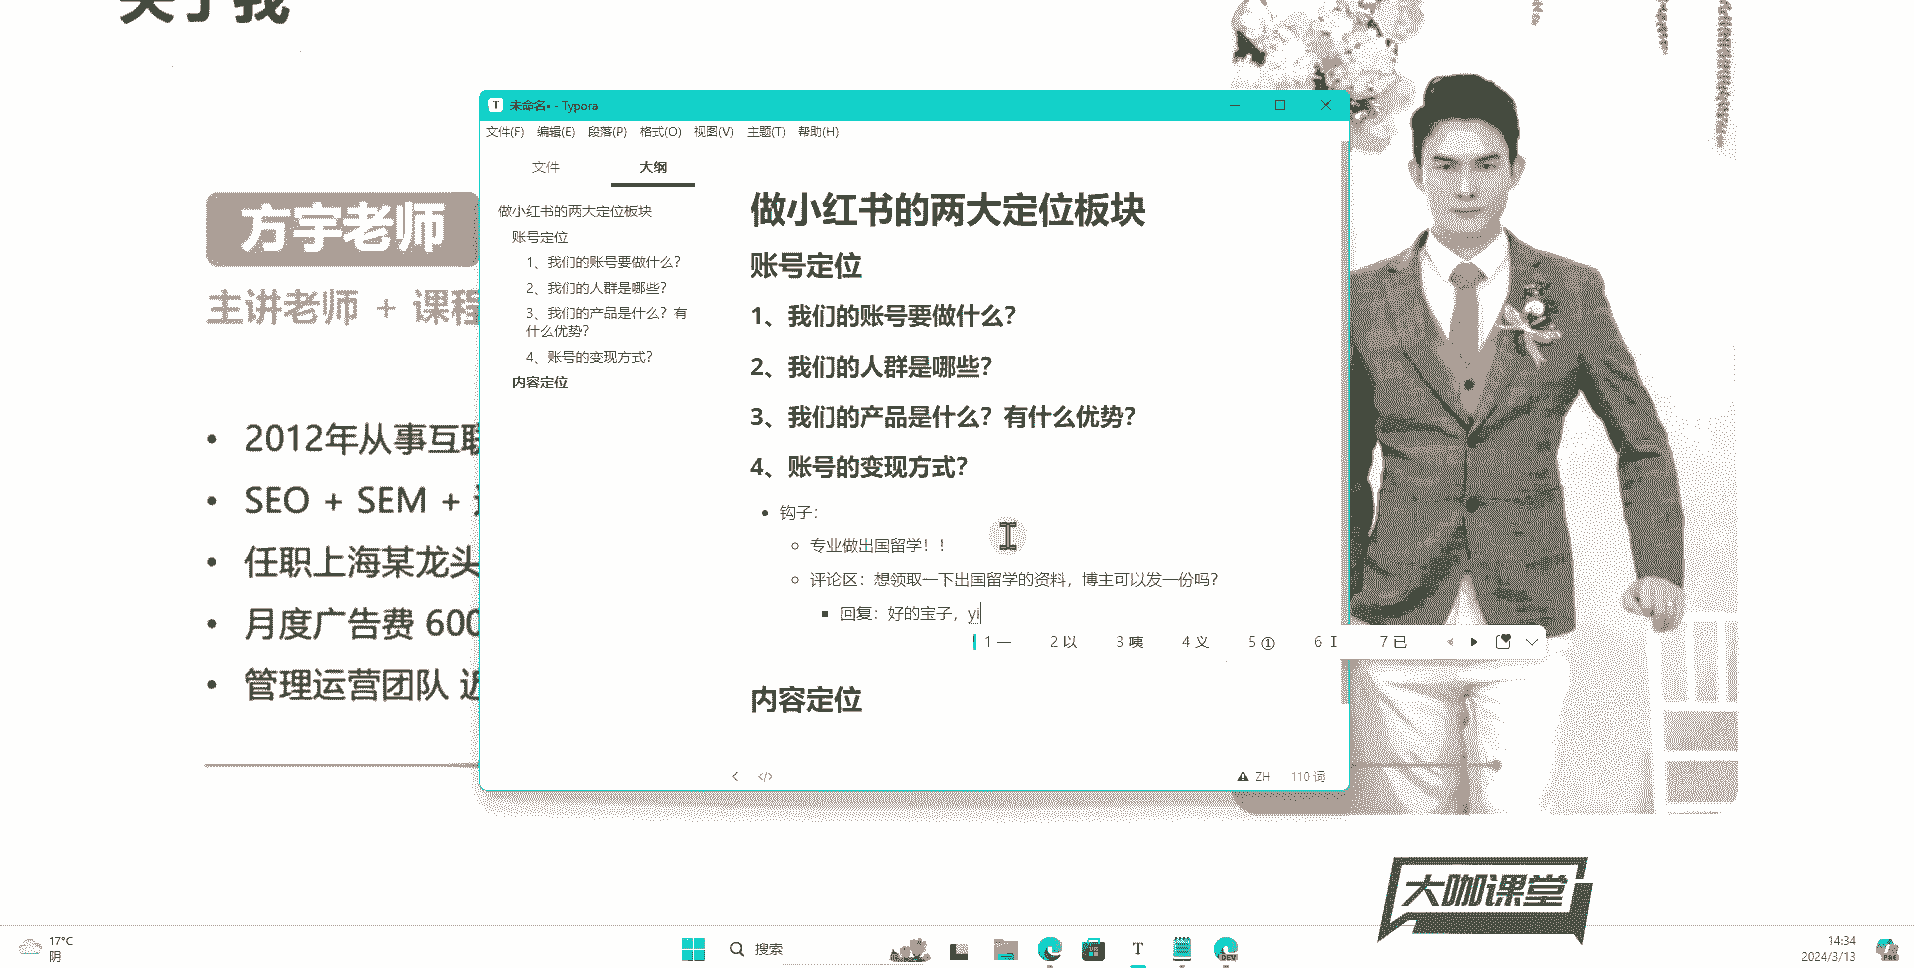 关于我
方宇老师
主讲老师 + 课程
• 2012年从事互联
• SEO + SEM +
• 任职上海某龙头
• 月度广告费 600
• 管理运营团队 近
未命名• - Typora
文件(F) 编辑(E) 段落(P) 格式(O) 视图(V) 主题(T) 帮助(H)
文件 大纲
做小红书的两大定位板块
账号定位
1、我们的账号要做什么？
2、我们的人群是哪些？
3、我们的产品是什么？有
什么优势？
4、账号的变现方式？
内容定位
做小红书的两大定位板块
账号定位
1、我们的账号要做什么？
2、我们的人群是哪些？
3、我们的产品是什么？有什么优势？
4、账号的变现方式？
钩子：
专业做出国留学！！
评论区：想领取一下出国留学的资料，博主可以发一份吗？
回复：好的宝子，yi
1 一 2 以 3 咦 4 义 5 ① 6 I 7 已
内容定位
ZH 110 词
大咖课堂
17°C
阴
搜索
DEV
14:34
2024/3/13
PRE